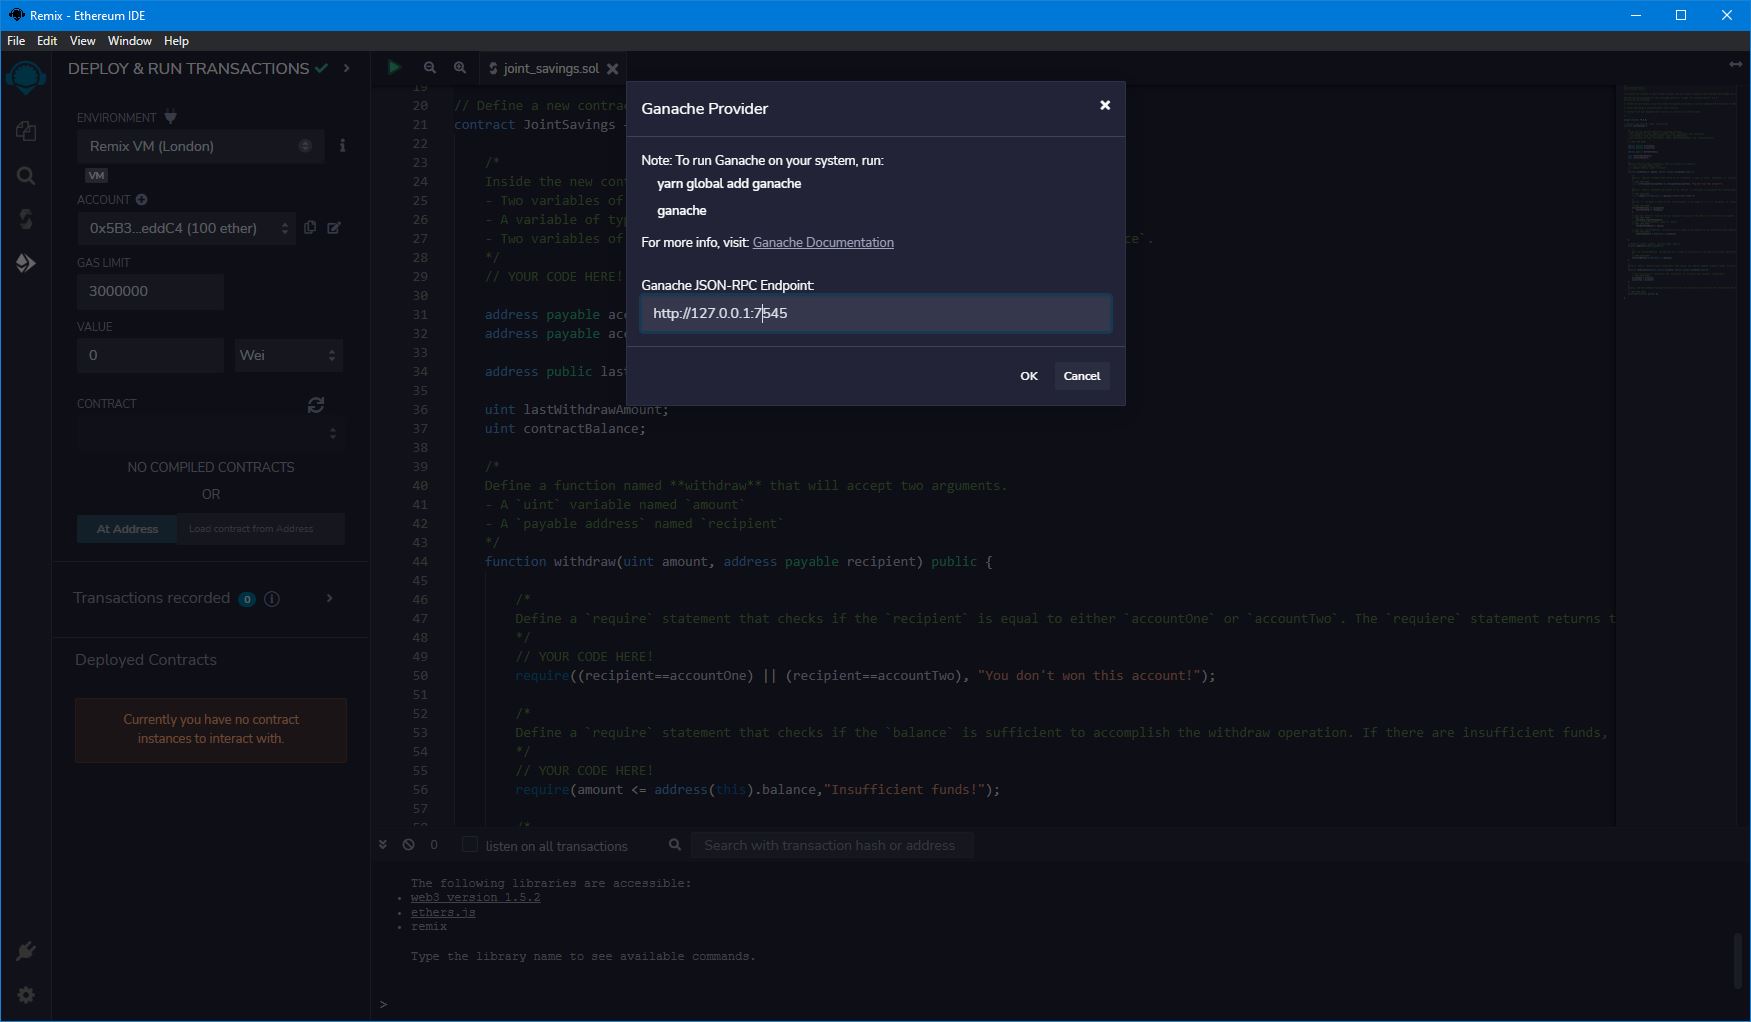 Remix - Ethereum IDE
File Edit View Window Help
DEPLOY & RUN TRANSACTIONS
ENVIRONMENT
Remix VM (London)
VM
ACCOUNT
0x5B3...eddC4 (100 ether)
GAS LIMIT
3000000
VALUE
0
Wei
CONTRACT
NO COMPILED CONTRACTS
OR
At Address
Load contract from Address
Transactions recorded 0
Deployed Contracts
Currently you have no contract
instances to interact with.
joint_savings.sol
19
20 // Define a new contrac
21 contract JointSavings
22
23 /*
24 Inside the new cont
25 - Two variables of
26 - A variable of typ
27 - Two variables of ce`.
28 */
29 // YOUR CODE HERE!
30
31 address payable acc
32 address payable acc
33
34 address public last
35
36 uint lastWithdrawAmount;
37 uint contractBalance;
38
39 /*
40 Define a function named **withdraw** that will accept two arguments.
41 - A `uint` variable named `amount`
42 - A `payable address` named `recipient`
43 */
44 function withdraw(uint amount, address payable recipient) public {
45
46 /*
47 Define a `require` statement that checks if the `recipient` is equal to either `accountOne` or `accountTwo`. The `requiere` statement returns t
48 */
49 // YOUR CODE HERE!
50 require((recipient==accountOne) || (recipient==accountTwo), "You don't won this account!");
51
52 /*
53 Define a `require` statement that checks if the `balance` is sufficient to accomplish the withdraw operation. If there are insufficient funds,
54 */
55 // YOUR CODE HERE!
56 require(amount <= address(this).balance,"Insufficient funds!");
57
58 /*
Ganache Provider
Note: To run Ganache on your system, run:
yarn global add ganache
ganache
For more info, visit: Ganache Documentation
Ganache JSON-RPC Endpoint:
http://127.0.0.1:7545
OK Cancel
0 listen on all transactions Search with transaction hash or address
The following libraries are accessible:
• web3 version 1.5.2
• ethers.js
• remix
Type the library name to see available commands.
>